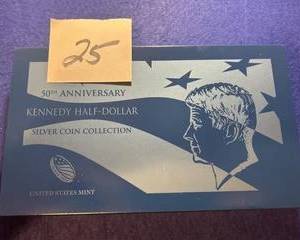 25
50TH ANNIVERSARY
KENNEDY HALF-DOLLAR
SILVER COIN COLLECTION
UNITED STATES MINT